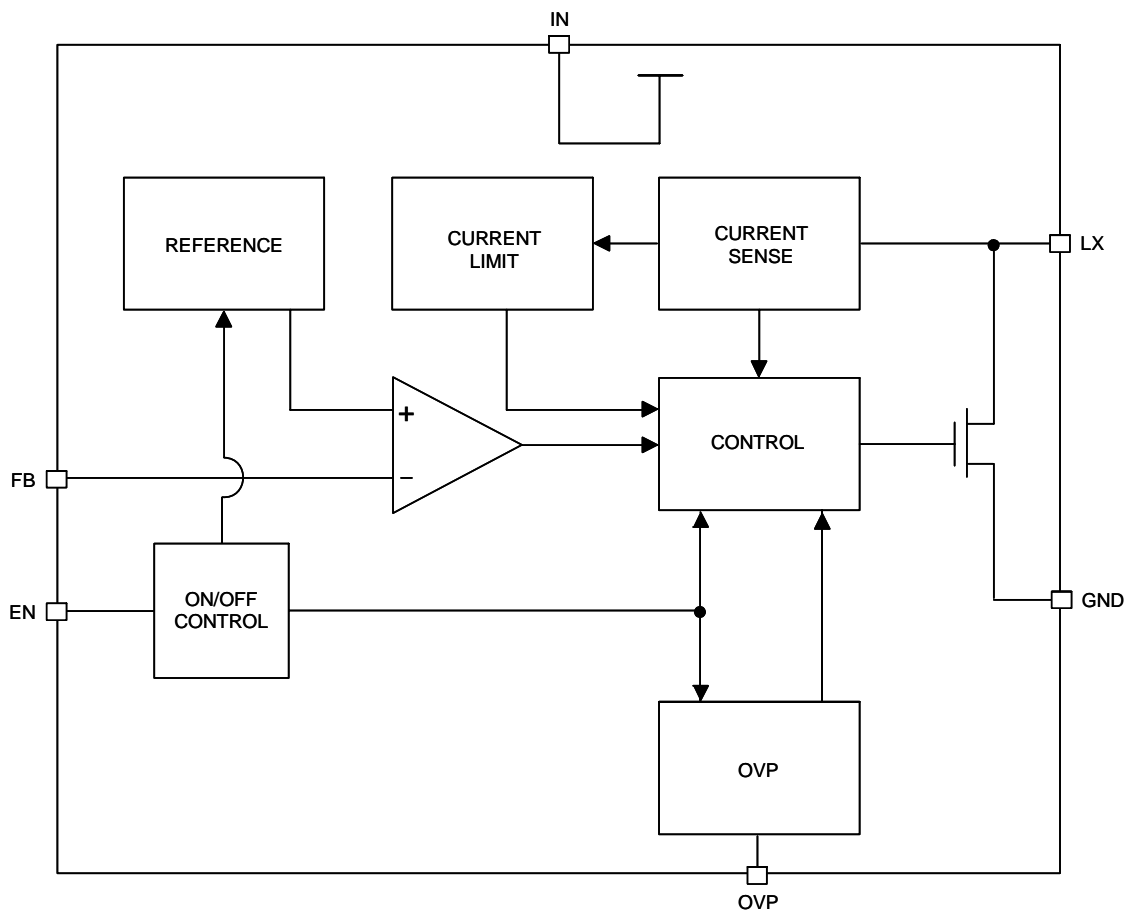 IN
REFERENCE
CURRENT
LIMIT
CURRENT
SENSE
LX
+
CONTROL
FB
−
EN
ON/OFF
CONTROL
GND
OVP
OVP